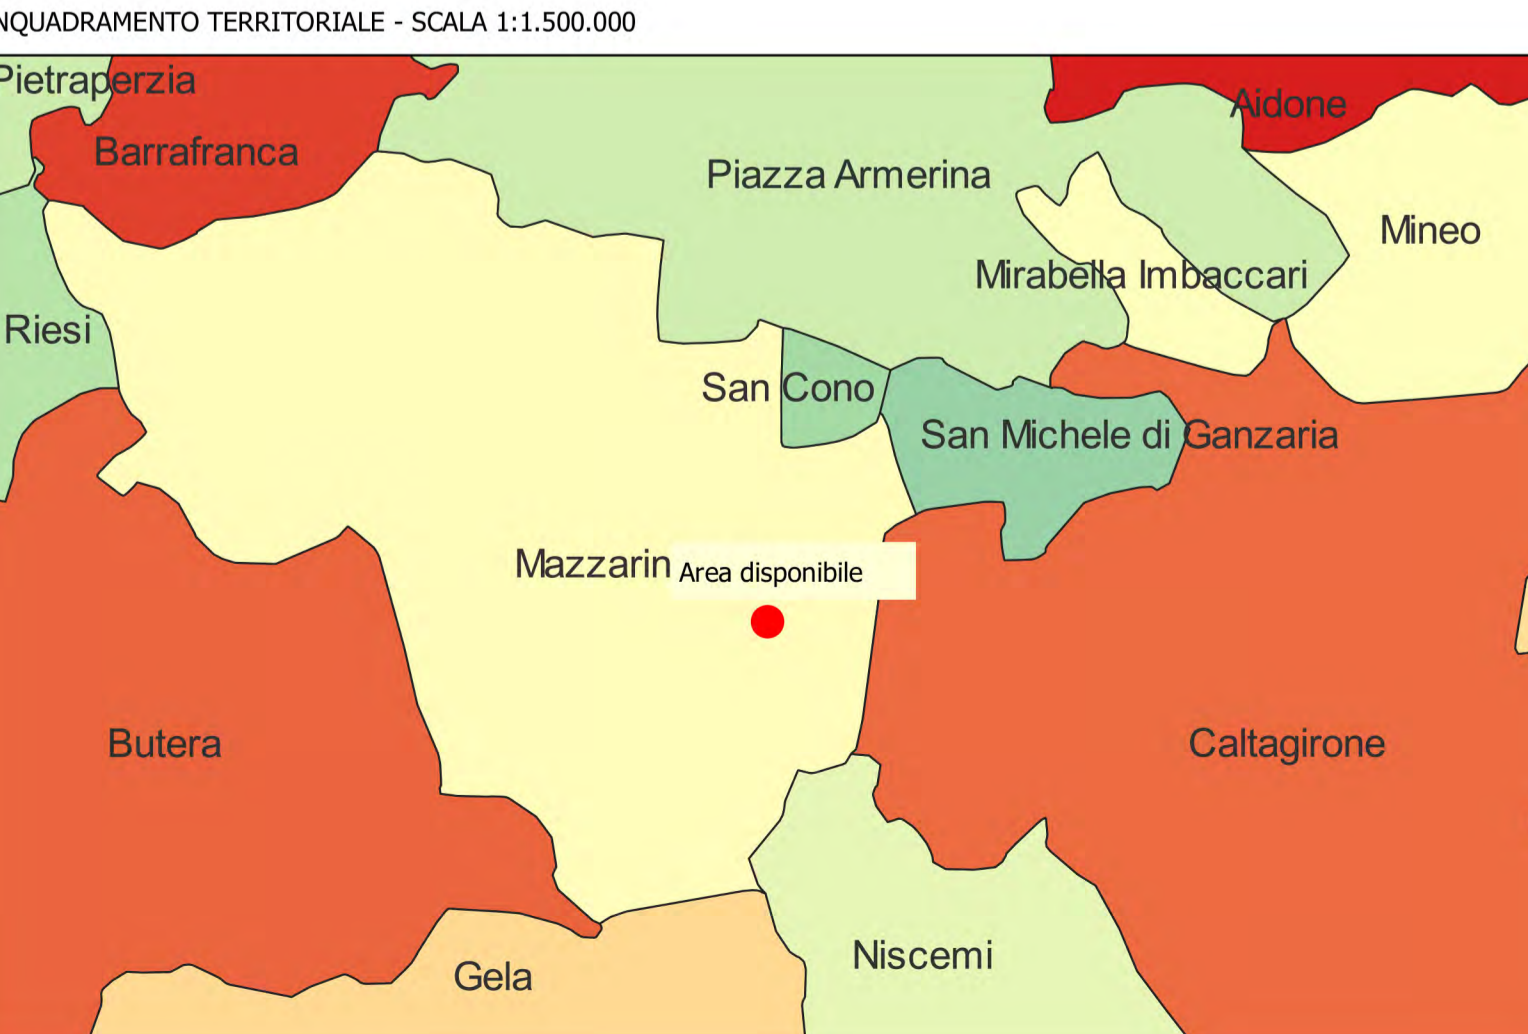 NQUADRAMENTO TERRITORIALE - SCALA 1:1.500.000
Pietraperzia
Aidone
Barrafranca
Piazza Armerina
Mineo
Mirabella Imbaccari
Riesi
San Cono
San Michele di Ganzaria
Mazzarin
Area disponibile
Butera
Caltagirone
Niscemi
Gela